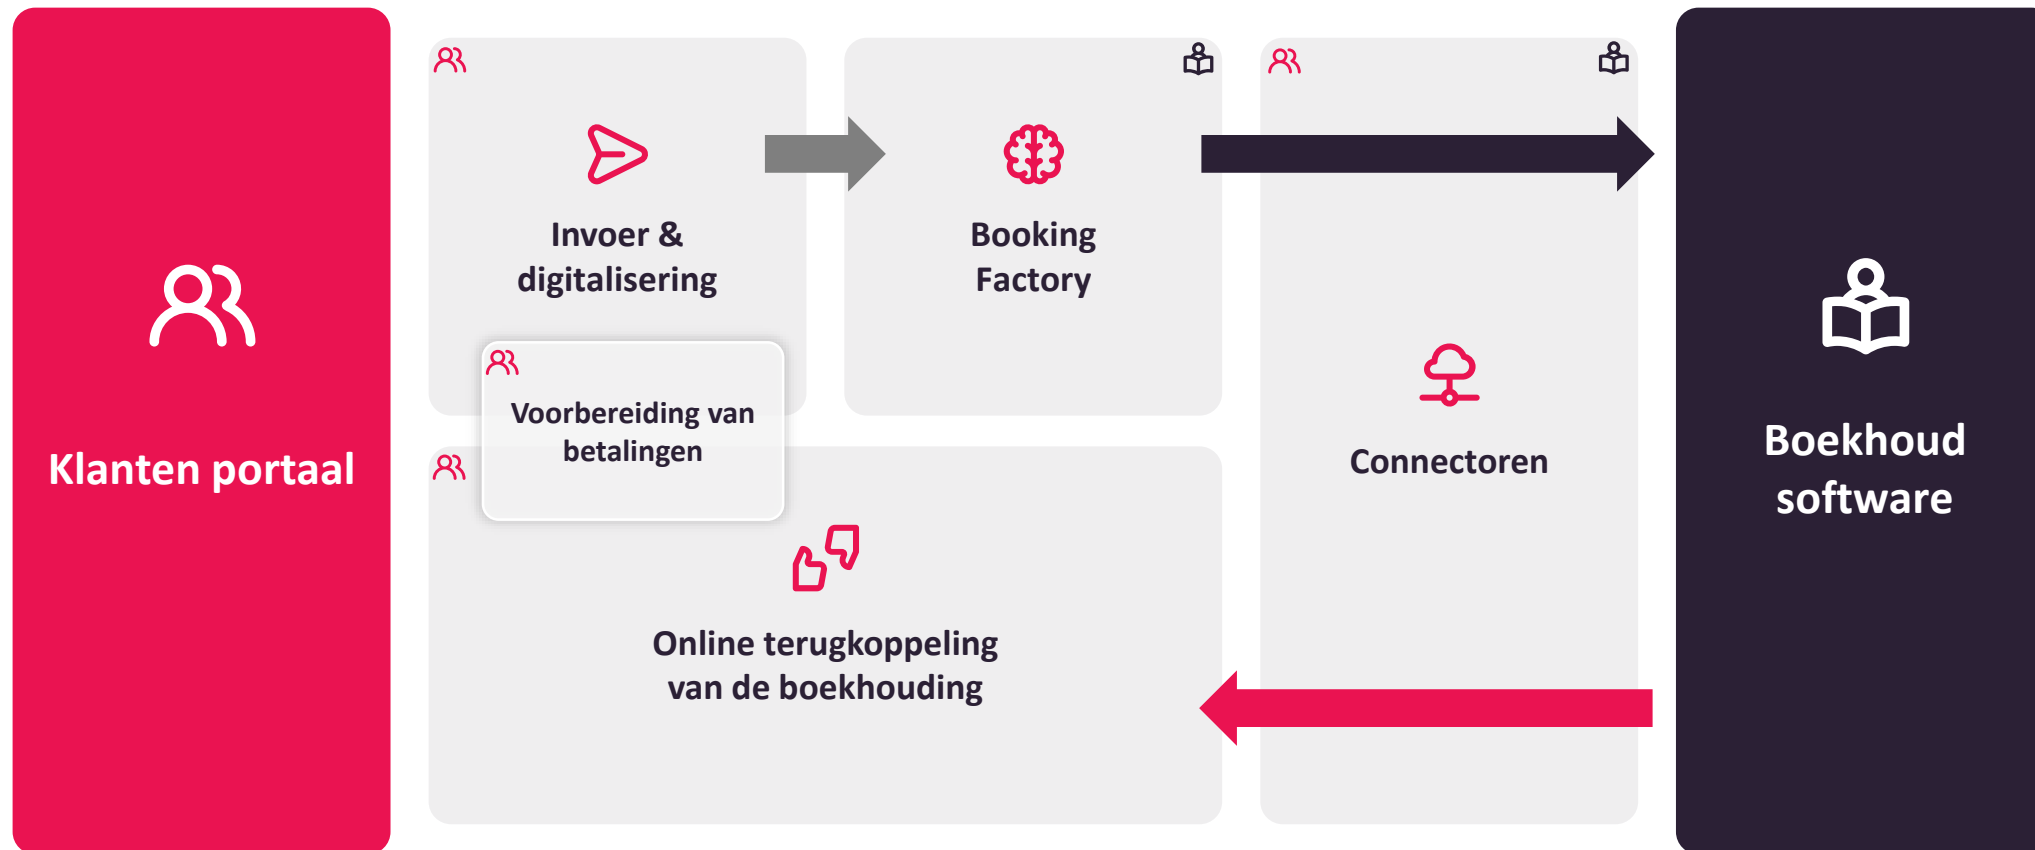 Klanten portaal
Invoer &
digitalisering
Booking
Factory
Voorbereiding van
betalingen
Online terugkoppeling
van de boekhouding
Connectoren
Boekhoud
software